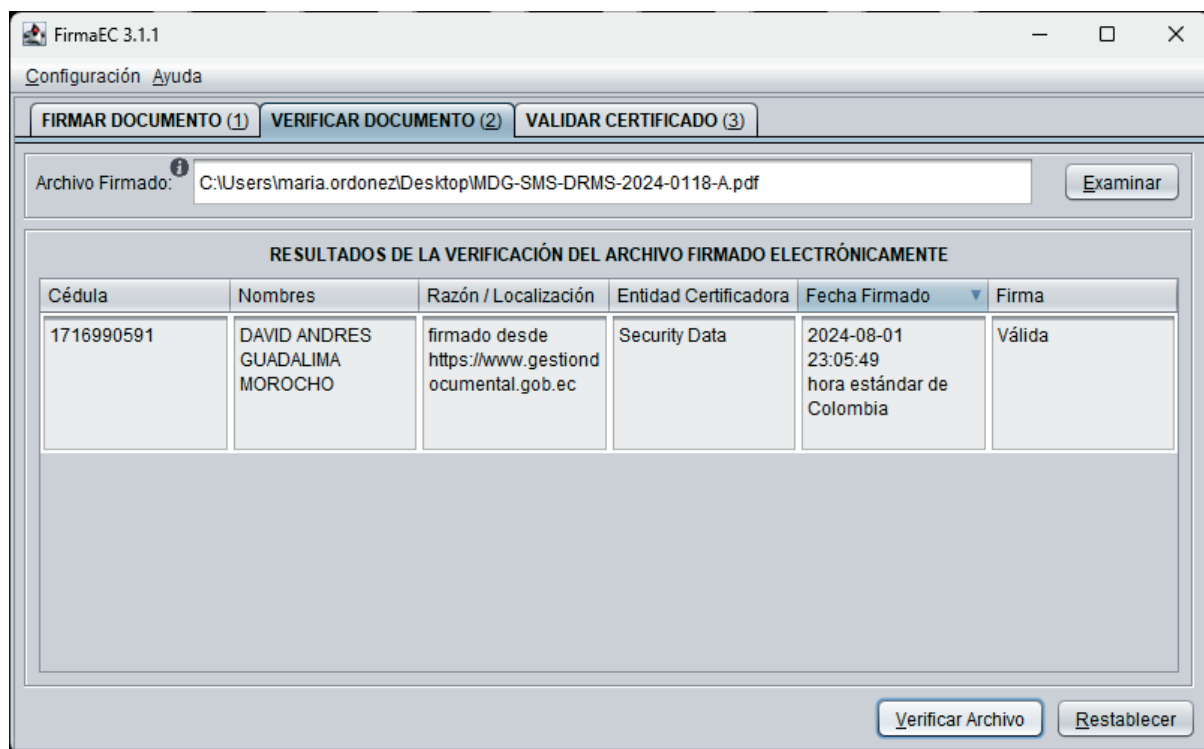 FirmaEC 3.1.1
Configuración Ayuda
FIRMAR DOCUMENTO (1) VERIFICAR DOCUMENTO (2) VALIDAR CERTIFICADO (3)
Archivo Firmado: C:\Users\maria.ordonez\Desktop\MDG-SMS-DRMS-2024-0118-A.pdf Examinar
RESULTADOS DE LA VERIFICACIÓN DEL ARCHIVO FIRMADO ELECTRÓNICAMENTE
Cédula Nombres Razón / Localización Entidad Certificadora Fecha Firmado Firma
1716990591 DAVID ANDRES firmado desde Security Data 2024-08-01 Válida
GUADALIMA https://www.gestiond 23:05:49
MOROCHO ocumental.gob.ec hora estándar de
Colombia
Verificar Archivo Restablecer